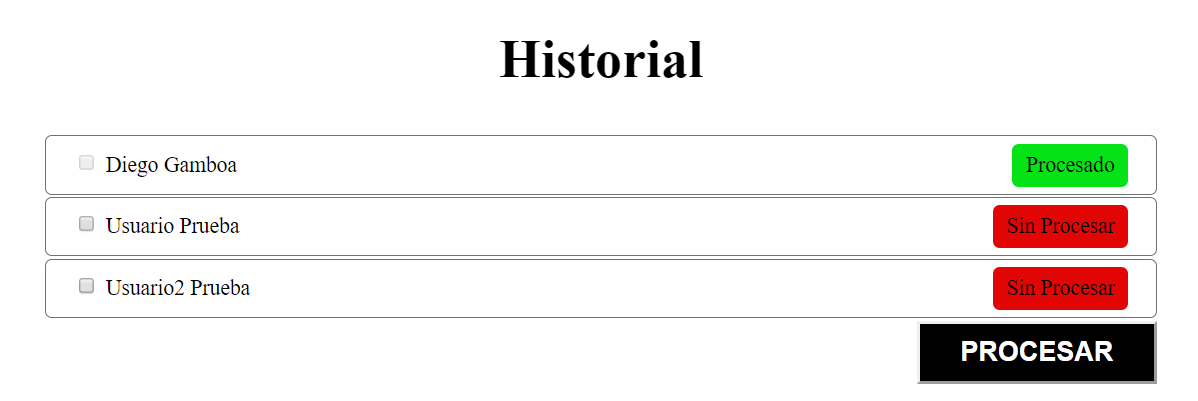 Historial
Diego Gamboa Procesado
Usuario Prueba Sin Procesar
Usuario2 Prueba Sin Procesar
PROCESAR